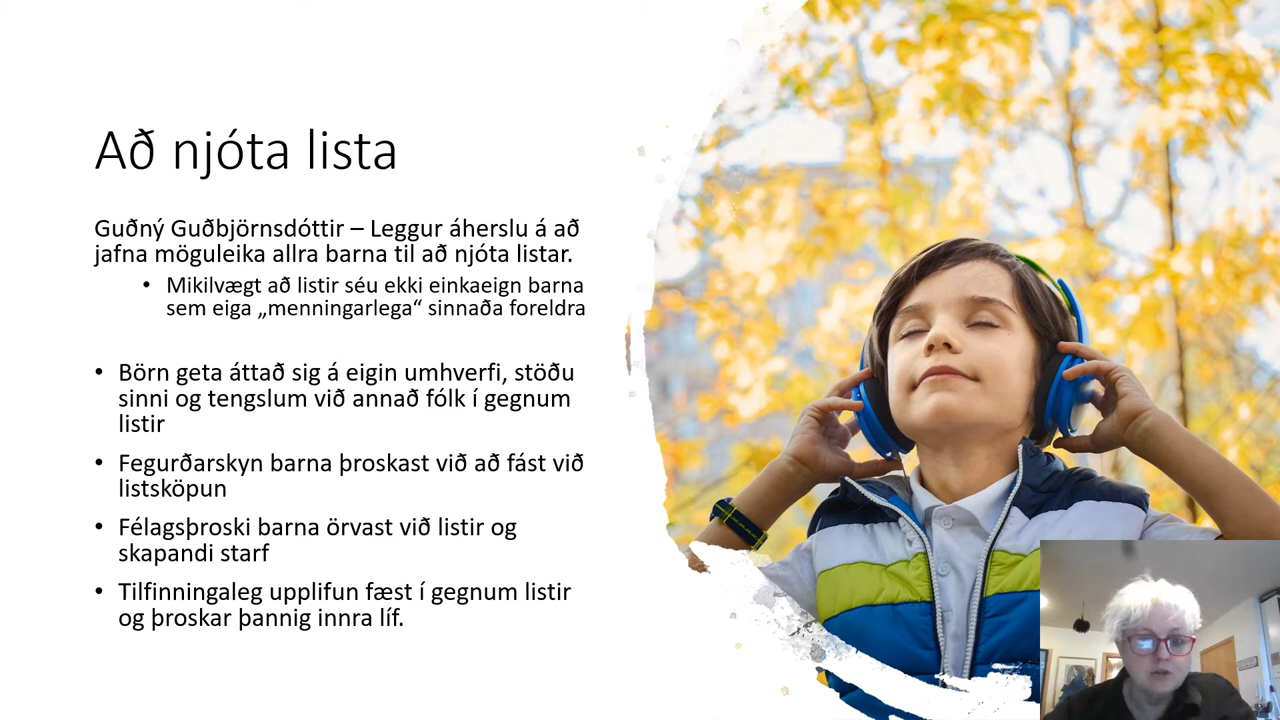 Að njóta lista
Guðný Guðbjörnsdóttir – Leggur áherslu á að
jafna möguleika allra barna til að njóta listar.
• Mikilvægt að listir séu ekki einkaeign barna
sem eiga „menningarlega“ sinnaða foreldra
• Börn geta áttað sig á eigin umhverfi, stöðu
sinni og tengslum við annað fólk í gegnum
listir
• Fegurðarskyn barna þroskast við að fást við
listsköpun
• Félagsþroski barna örvast við listir og
skapandi starf
• Tilfinningaleg upplifun fæst í gegnum listir
og þroskar þannig innra líf.